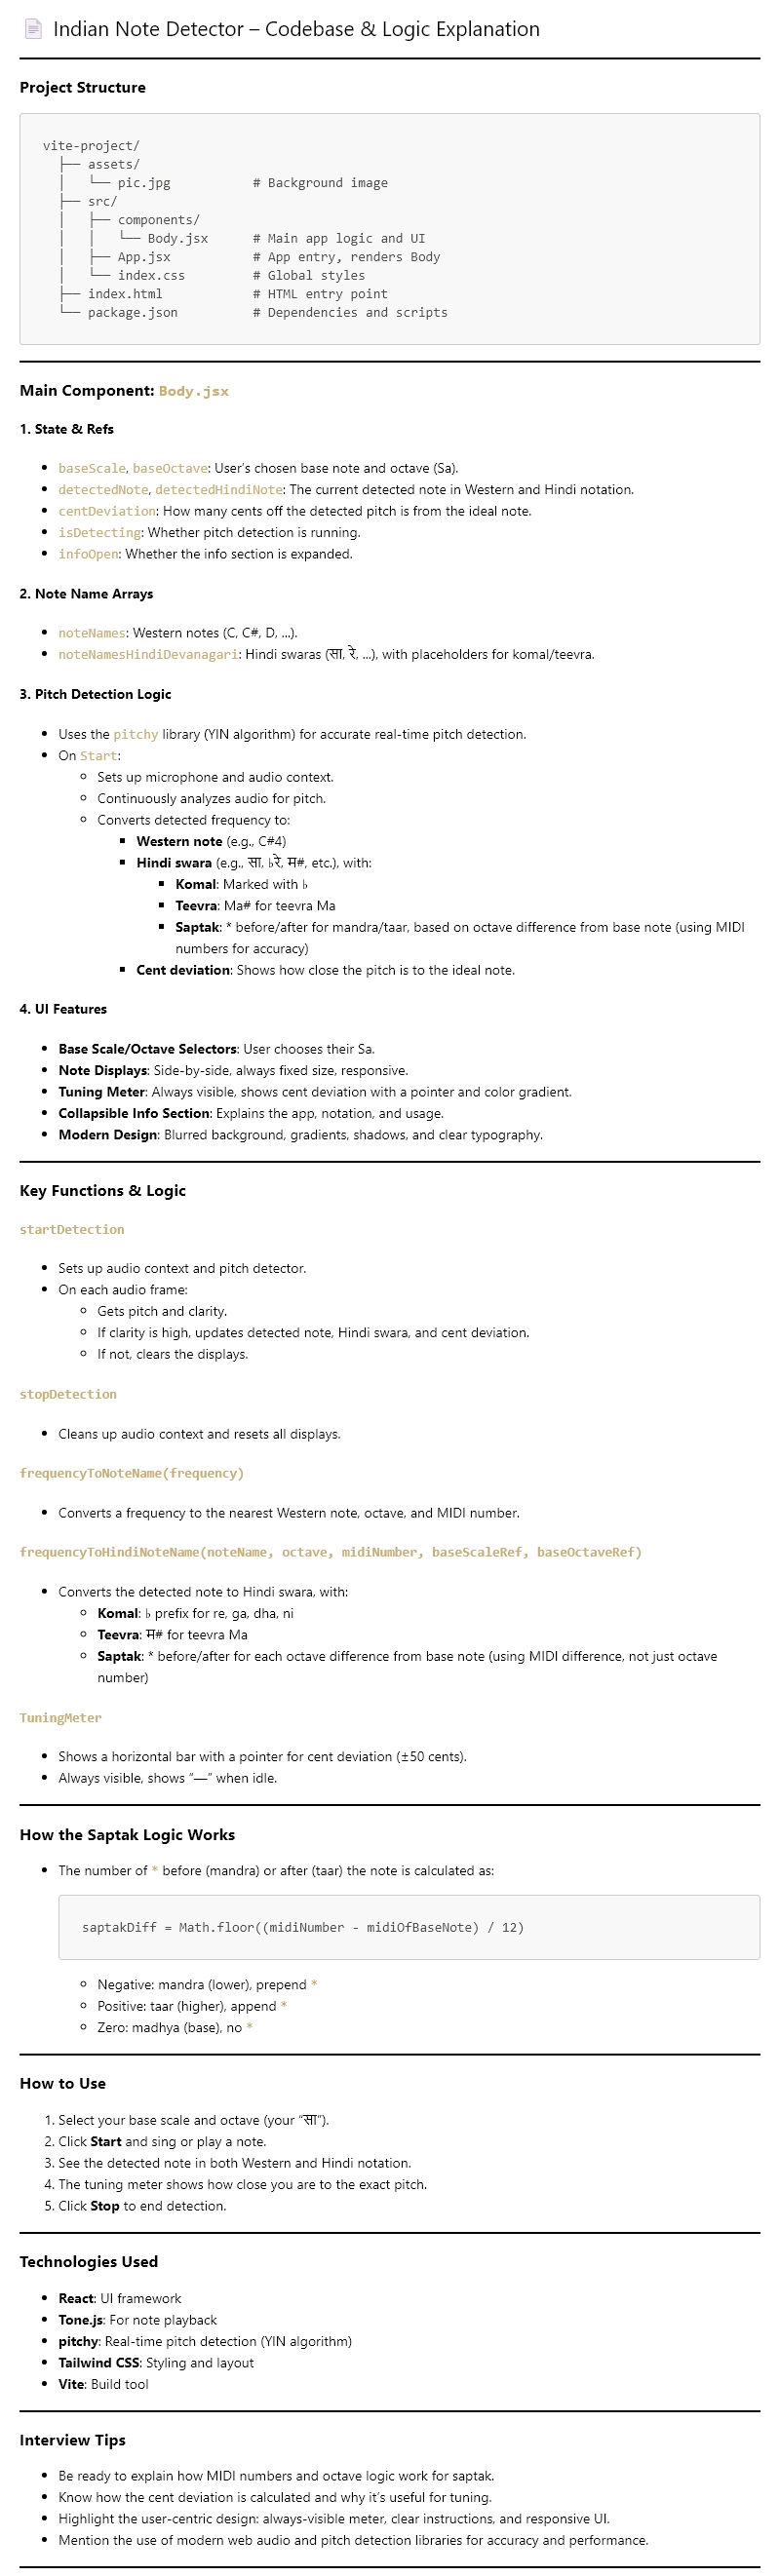 Indian Note Detector – Codebase & Logic Explanation
Project Structure
vite-project/
├── assets/
│   └── pic.jpg           # Background image
├── src/
│   ├── components/
│   │   └── Body.jsx      # Main app logic and UI
│   ├── App.jsx           # App entry, renders Body
│   └── index.css         # Global styles
├── index.html            # HTML entry point
└── package.json          # Dependencies and scripts
Main Component: Body.jsx
1. State & Refs
• baseScale, baseOctave: User’s chosen base note and octave (Sa).
• detectedNote, detectedHindiNote: The current detected note in Western and Hindi notation.
• centDeviation: How many cents off the detected pitch is from the ideal note.
• isDetecting: Whether pitch detection is running.
• infoOpen: Whether the info section is expanded.
2. Note Name Arrays
• noteNames: Western notes (C, C#, D, ...).
• noteNamesHindiDevanagari: Hindi swaras (सा, रे, ...), with placeholders for komal/teevra.
3. Pitch Detection Logic
• Uses the pitchy library (YIN algorithm) for accurate real-time pitch detection.
• On Start:
◦ Sets up microphone and audio context.
◦ Continuously analyzes audio for pitch.
◦ Converts detected frequency to:
▪ Western note (e.g., C#4)
▪ Hindi swara (e.g., सा, ♭रे, म#, etc.), with:
▪ Komal: Marked with ♭
▪ Teevra: Ma# for teevra Ma
▪ Saptak: * before/after for mandra/taar, based on octave difference from base note (using MIDI
numbers for accuracy)
▪ Cent deviation: Shows how close the pitch is to the ideal note.
4. UI Features
• Base Scale/Octave Selectors: User chooses their Sa.
• Note Displays: Side-by-side, always fixed size, responsive.
• Tuning Meter: Always visible, shows cent deviation with a pointer and color gradient.
• Collapsible Info Section: Explains the app, notation, and usage.
• Modern Design: Blurred background, gradients, shadows, and clear typography.
Key Functions & Logic
startDetection
• Sets up audio context and pitch detector.
• On each audio frame:
◦ Gets pitch and clarity.
◦ If clarity is high, updates detected note, Hindi swara, and cent deviation.
◦ If not, clears the displays.
stopDetection
• Cleans up audio context and resets all displays.
frequencyToNoteName(frequency)
• Converts a frequency to the nearest Western note, octave, and MIDI number.
frequencyToHindiNoteName(noteName, octave, midiNumber, baseScaleRef, baseOctaveRef)
• Converts the detected note to Hindi swara, with:
◦ Komal: ♭ prefix for re, ga, dha, ni
◦ Teevra: म# for teevra Ma
◦ Saptak: * before/after for each octave difference from base note (using MIDI difference, not just octave
number)
TuningMeter
• Shows a horizontal bar with a pointer for cent deviation (±50 cents).
• Always visible, shows “—” when idle.
How the Saptak Logic Works
• The number of * before (mandra) or after (taar) the note is calculated as:
saptakDiff = Math.floor((midiNumber - midiOfBaseNote) / 12)
◦ Negative: mandra (lower), prepend *
◦ Positive: taar (higher), append *
◦ Zero: madhya (base), no *
How to Use
1. Select your base scale and octave (your “सा”).
2. Click Start and sing or play a note.
3. See the detected note in both Western and Hindi notation.
4. The tuning meter shows how close you are to the exact pitch.
5. Click Stop to end detection.
Technologies Used
• React: UI framework
• Tone.js: For note playback
• pitchy: Real-time pitch detection (YIN algorithm)
• Tailwind CSS: Styling and layout
• Vite: Build tool
Interview Tips
• Be ready to explain how MIDI numbers and octave logic work for saptak.
• Know how the cent deviation is calculated and why it’s useful for tuning.
• Highlight the user-centric design: always-visible meter, clear instructions, and responsive UI.
• Mention the use of modern web audio and pitch detection libraries for accuracy and performance.